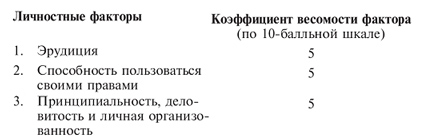 Личностные факторы Коэффициент весомости фактора
(по 10-балльной шкале)
1. Эрудиция 5
2. Способность пользоваться 5
своими правами
3. Принципиальность, дело- 5
витость и личная организо-
ванность